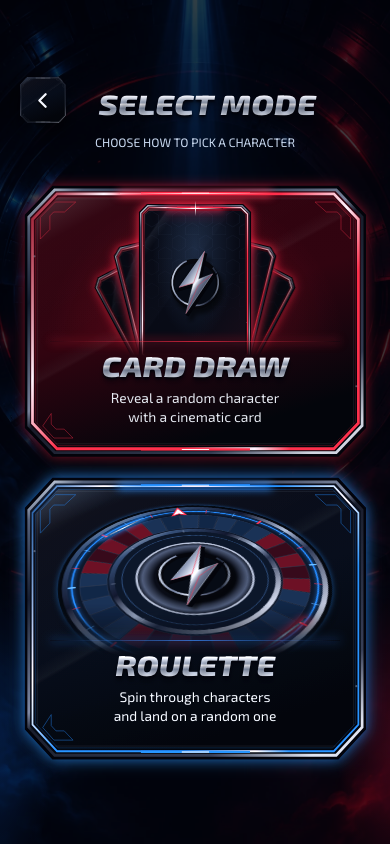 SELECT MODE
CHOOSE HOW TO PICK A CHARACTER
CARD DRAW
Reveal a random character
with a cinematic card
ROULETTE
Spin through characters
and land on a random one